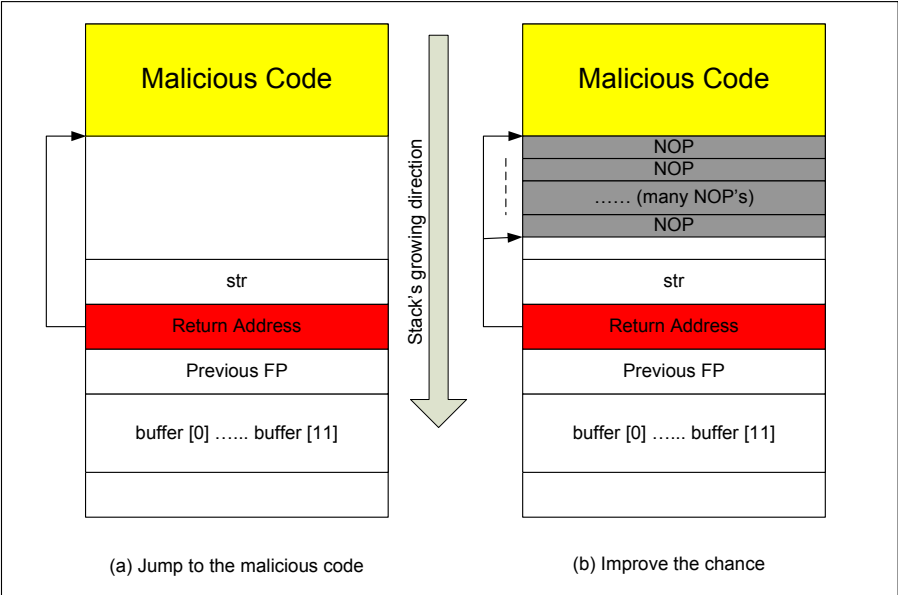 Malicious Code
str
Return Address
Previous FP
buffer [0] …... buffer [11]
(a) Jump to the malicious code
Stack's growing direction
Malicious Code
NOP
NOP
…... (many NOP's)
NOP
str
Return Address
Previous FP
buffer [0] …... buffer [11]
(b) Improve the chance